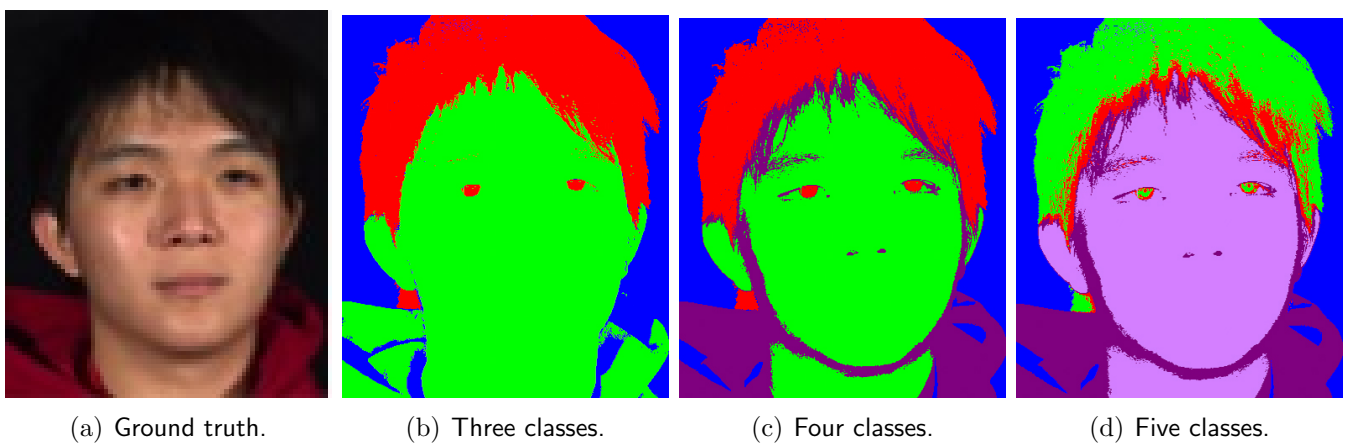 (a) Ground truth.
(b) Three classes.
(c) Four classes.
(d) Five classes.